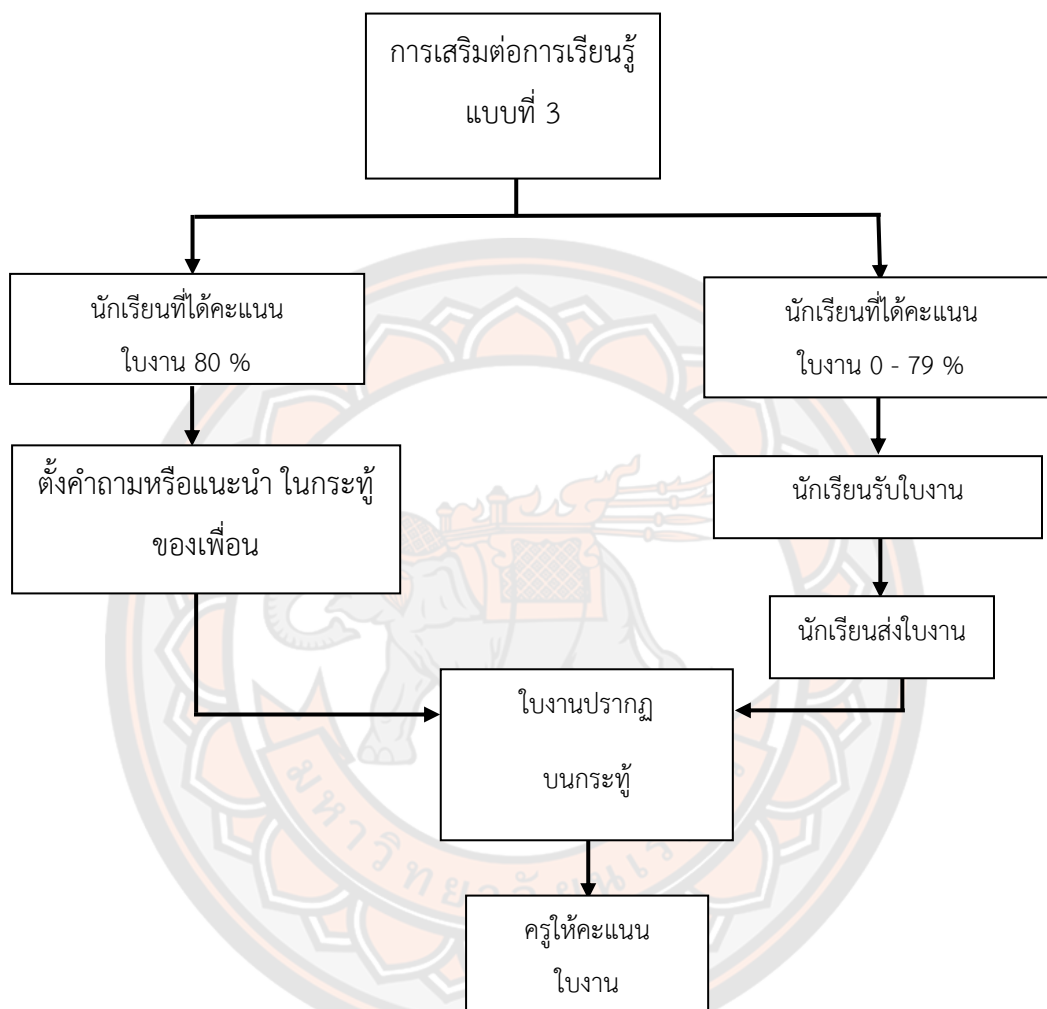 การเสริมต่อการเรียนรู้
แบบที่ 3
นักเรียนที่ได้คะแนน
ใบงาน 80 %
นักเรียนที่ได้คะแนน
ใบงาน 0 - 79 %
ตั้งคำถามหรือแนะนำ ในกระทู้
ของเพื่อน
นักเรียนรับใบงาน
นักเรียนส่งใบงาน
ใบงานปรากฏ
บนกระทู้
ครูให้คะแนน
ใบงาน